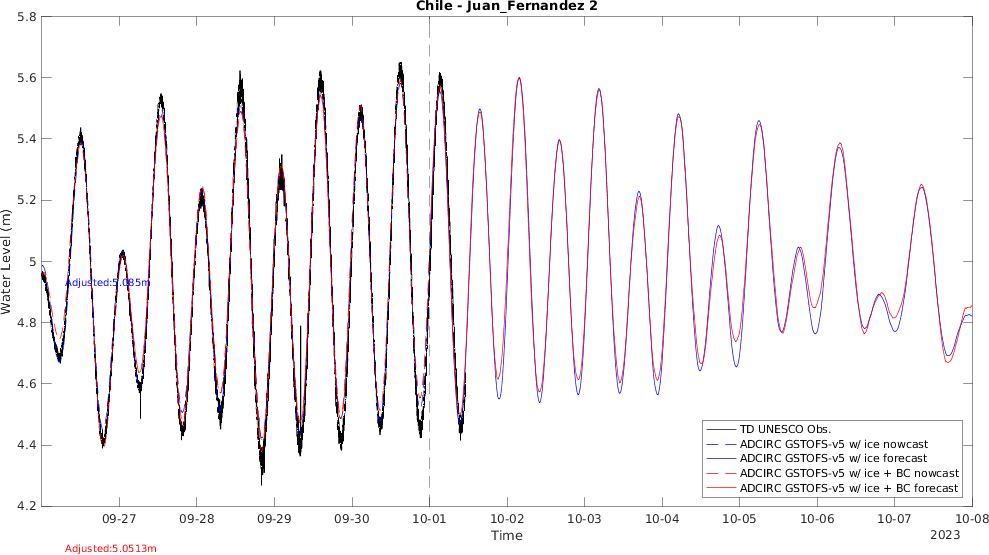 Chile - Juan_Fernandez 2
5.8
5.6
5.4
5.2
5
4.8
4.6
4.4
4.2
Water Level (m)
Adjusted:5.085m
TD UNESCO Obs.
ADCIRC GSTOFS-v5 w/ ice nowcast
ADCIRC GSTOFS-v5 w/ ice forecast
ADCIRC GSTOFS-v5 w/ ice + BC nowcast
ADCIRC GSTOFS-v5 w/ ice + BC forecast
09-27 09-28 09-29 09-30 10-01 10-02 10-03 10-04 10-05 10-06 10-07 10-08
Time
2023
Adjusted:5.0513m